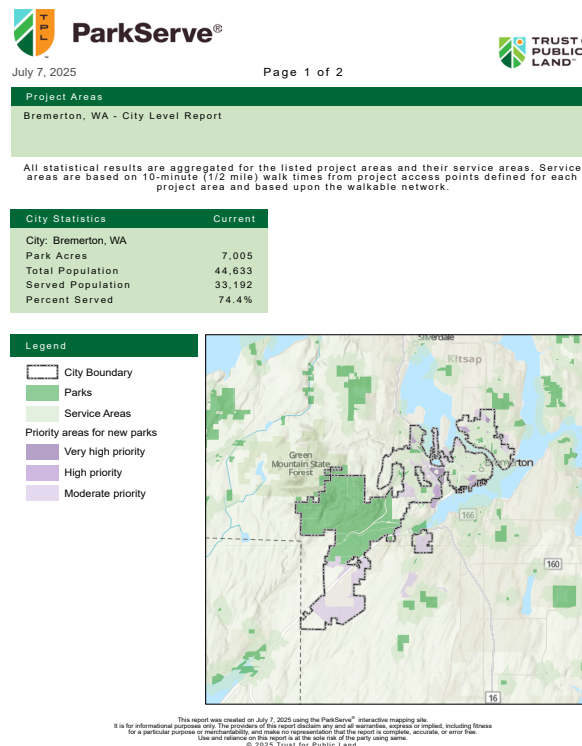 TPL
ParkServe®
TRUST
PUBLIC
LAND™
July 7, 2025
Page 1 of 2
Project Areas
Bremerton, WA - City Level Report
All statistical results are aggregated for the listed project areas and their service areas. Service
areas are based on 10-minute (1/2 mile) walk times from project access points defined for each
project area and based upon the walkable network.
City Statistics Current
City: Bremerton, WA
Park Acres 7,005
Total Population 44,633
Served Population 33,192
Percent Served 74.4%
Legend
City Boundary
Parks
Service Areas
Priority areas for new parks
Very high priority
High priority
Moderate priority
Silverdale
Kitsap
Green
Mountain State
Forest
Bremerton
166
160
16
This report was created on July 7, 2025 using the ParkServe® interactive mapping site.
It is for informational purposes only. The providers of this report disclaim any and all warranties, express or implied, including fitness
for a particular purpose or merchantability, and make no representation that the report is complete, accurate, or error free.
Use and reliance on this report is at the sole risk of the party using same.
© 2025 Trust for Public Land